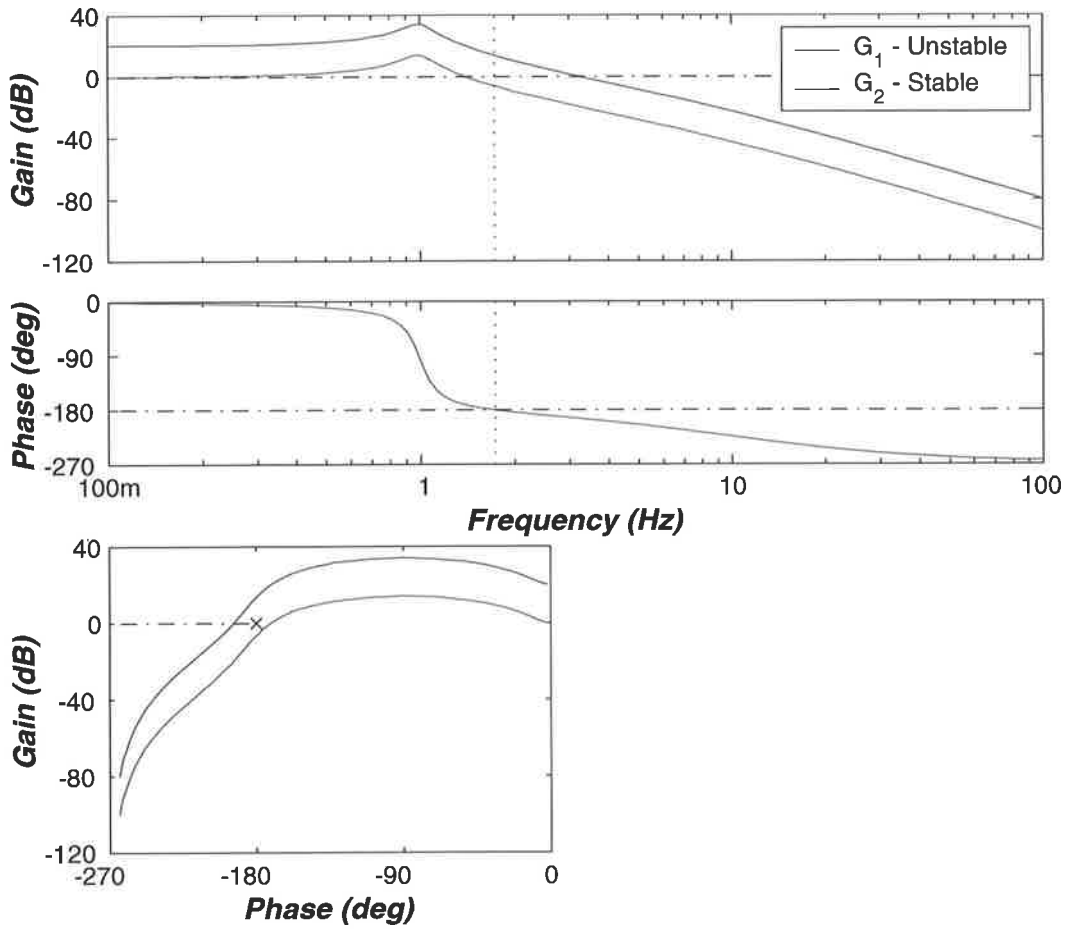 40
0
-40
-80
-120
Gain (dB)
G1 - Unstable
G2 - Stable
0
-90
-180
-270
Phase (deg)
100m
1
10
100
Frequency (Hz)
40
0
-40
-80
-120
Gain (dB)
×
-270
-180
-90
0
Phase (deg)